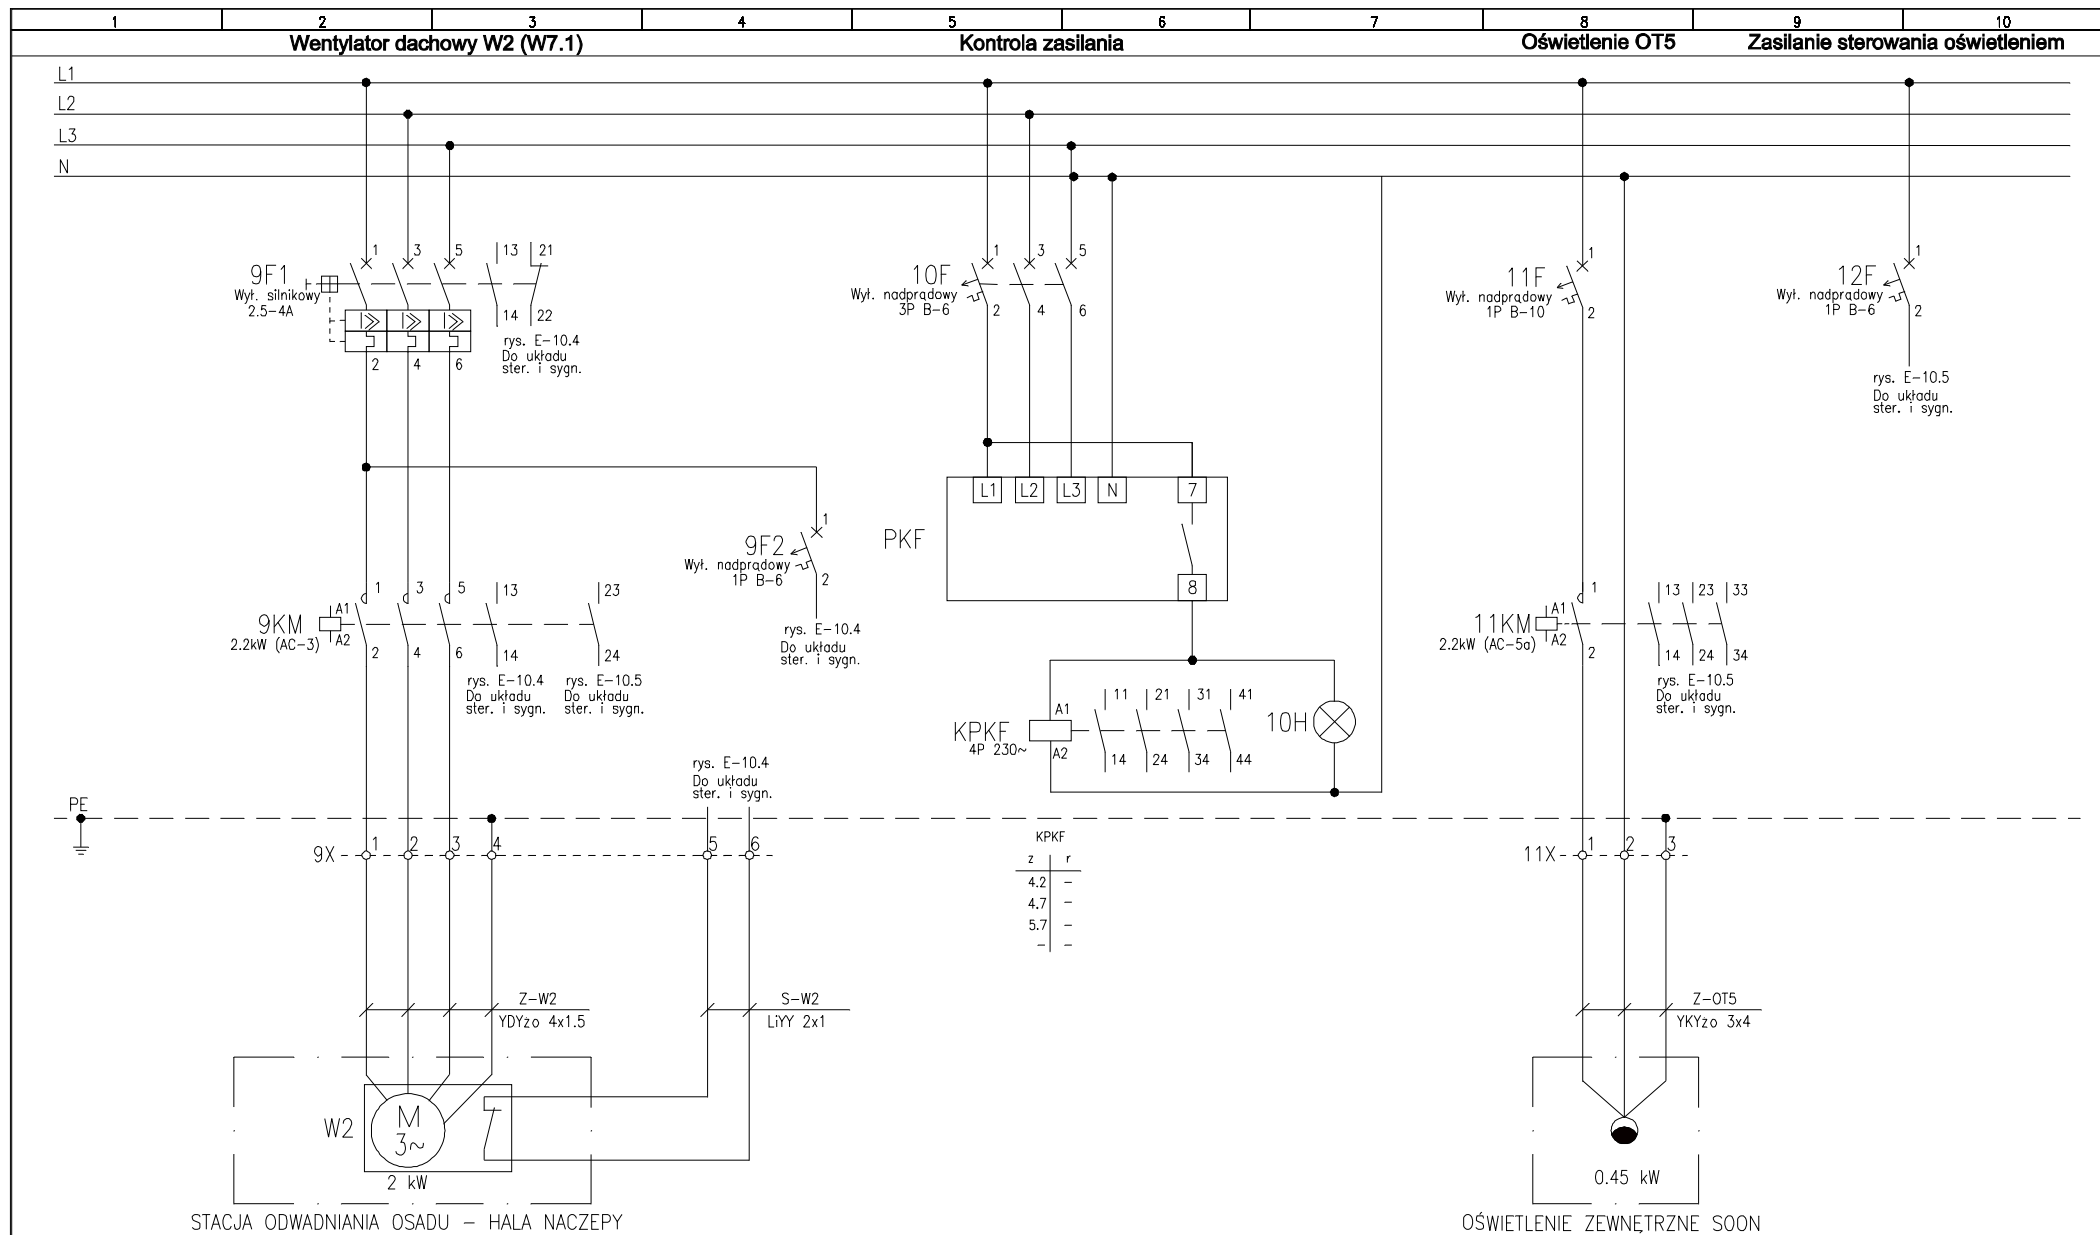 1 2 3 4 5 6 7 8 9 10
Wentylator dachowy W2 (W7.1) Kontrola zasilania Oświetlenie OT5 Zasilanie sterowania oświetleniem
L1
L2
L3
N
9F1
Wył. silnikowy
2.5-4A
1 3 5 13 21
14 22
2 4 6
rys. E-10.4
Do układu
ster. i sygn.
10F
Wył. nadprądowy
3P B-6
1 3 5
2 4 6
11F
Wył. nadprądowy
1P B-10
1
2
12F
Wył. nadprądowy
1P B-6
1
2
rys. E-10.5
Do układu
ster. i sygn.
L1 L2 L3 N 7
PKF
8
9F2
Wył. nadprądowy
1P B-6
1
2
rys. E-10.4
Do układu
ster. i sygn.
9KM
2.2kW (AC-3)
A1
A2
1 3 5 13 23
2 4 6 14 24
rys. E-10.4
Do układu
ster. i sygn.
rys. E-10.5
Do układu
ster. i sygn.
11KM
2.2kW (AC-5a)
A1
A2
1 13 23 33
2 14 24 34
rys. E-10.5
Do układu
ster. i sygn.
KPKF
4P 230~
A1
A2
11 21 31 41
14 24 34 44
10H
rys. E-10.4
Do układu
ster. i sygn.
PE
9X 1 2 3 4 5 6
KPKF
z r
4.2 -
4.7 -
5.7 -
- -
11X 1 2 3
Z-W2
YDYżo 4x1.5
S-W2
LiYY 2x1
Z-OT5
YKYżo 3x4
W2
M
3~
2 kW
0.45 kW
STACJA ODWADNIANIA OSADU - HALA NACZEPY
OŚWIETLENIE ZEWNĘTRZNE SOON